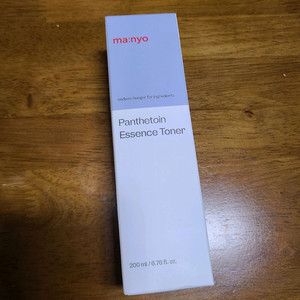 ma:nyo
Panthetoin
Essence Toner
200 ml / 6.76 fl. oz.